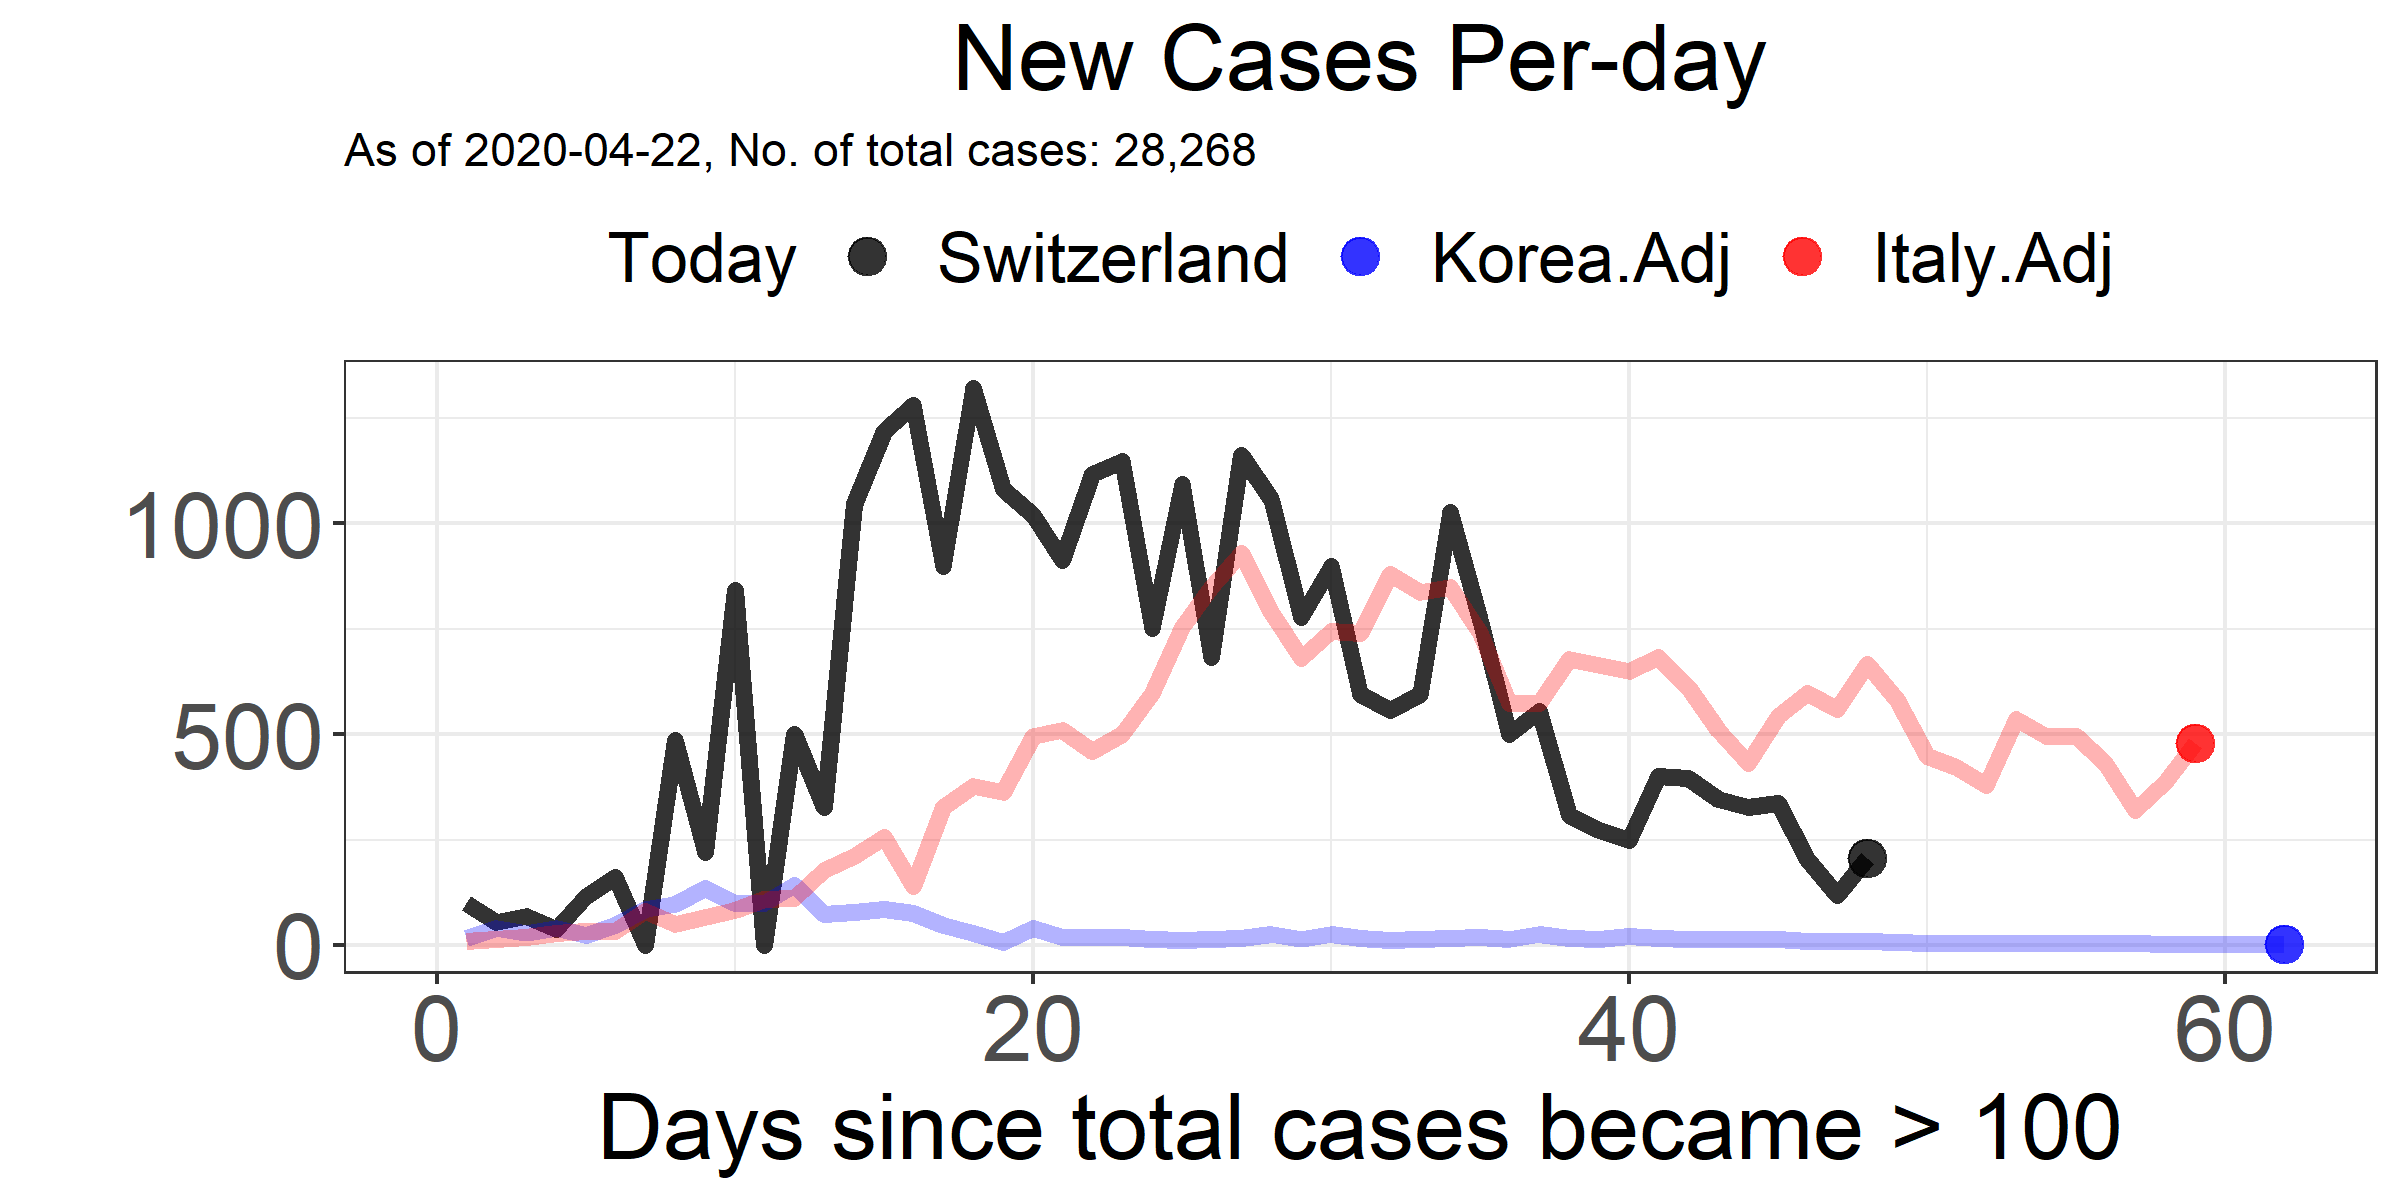 New Cases Per-day
As of 2020-04-22, No. of total cases: 28,268
Today Switzerland Korea.Adj Italy.Adj
1000
500
0
0 20 40 60
Days since total cases became > 100